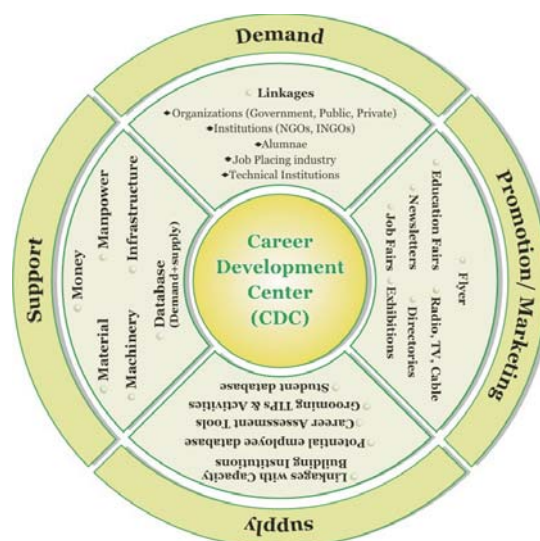 Demand
Linkages
Organizations (Government, Public, Private)
Institutions (NGOs, INGOs)
Alumnae
Job Placing industry
Technical Institutions
Promotion/ Marketing
Flyer
Education Fairs
Radio, TV, Cable
Newsletters
Directories
Job Fairs
Exhibitions
supply
Linkages with Capacity
Building Institutions
Potential employee database
Career Assessment Tools
Grooming TIPs & Activities
Student database
Support
Money
Material
Manpower
Machinery
Infrastructure
Database
(Demand+supply)
Career
Development
Center
(CDC)